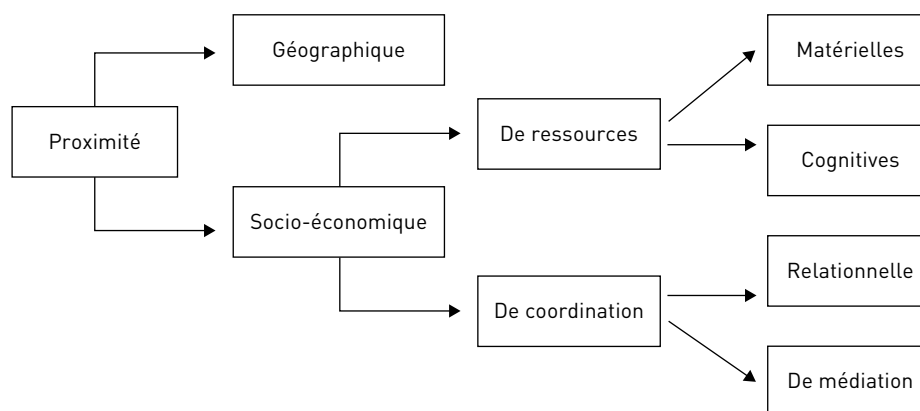 Proximité
Géographique
Socio-économique
De ressources
De coordination
Matérielles
Cognitives
Relationnelle
De médiation